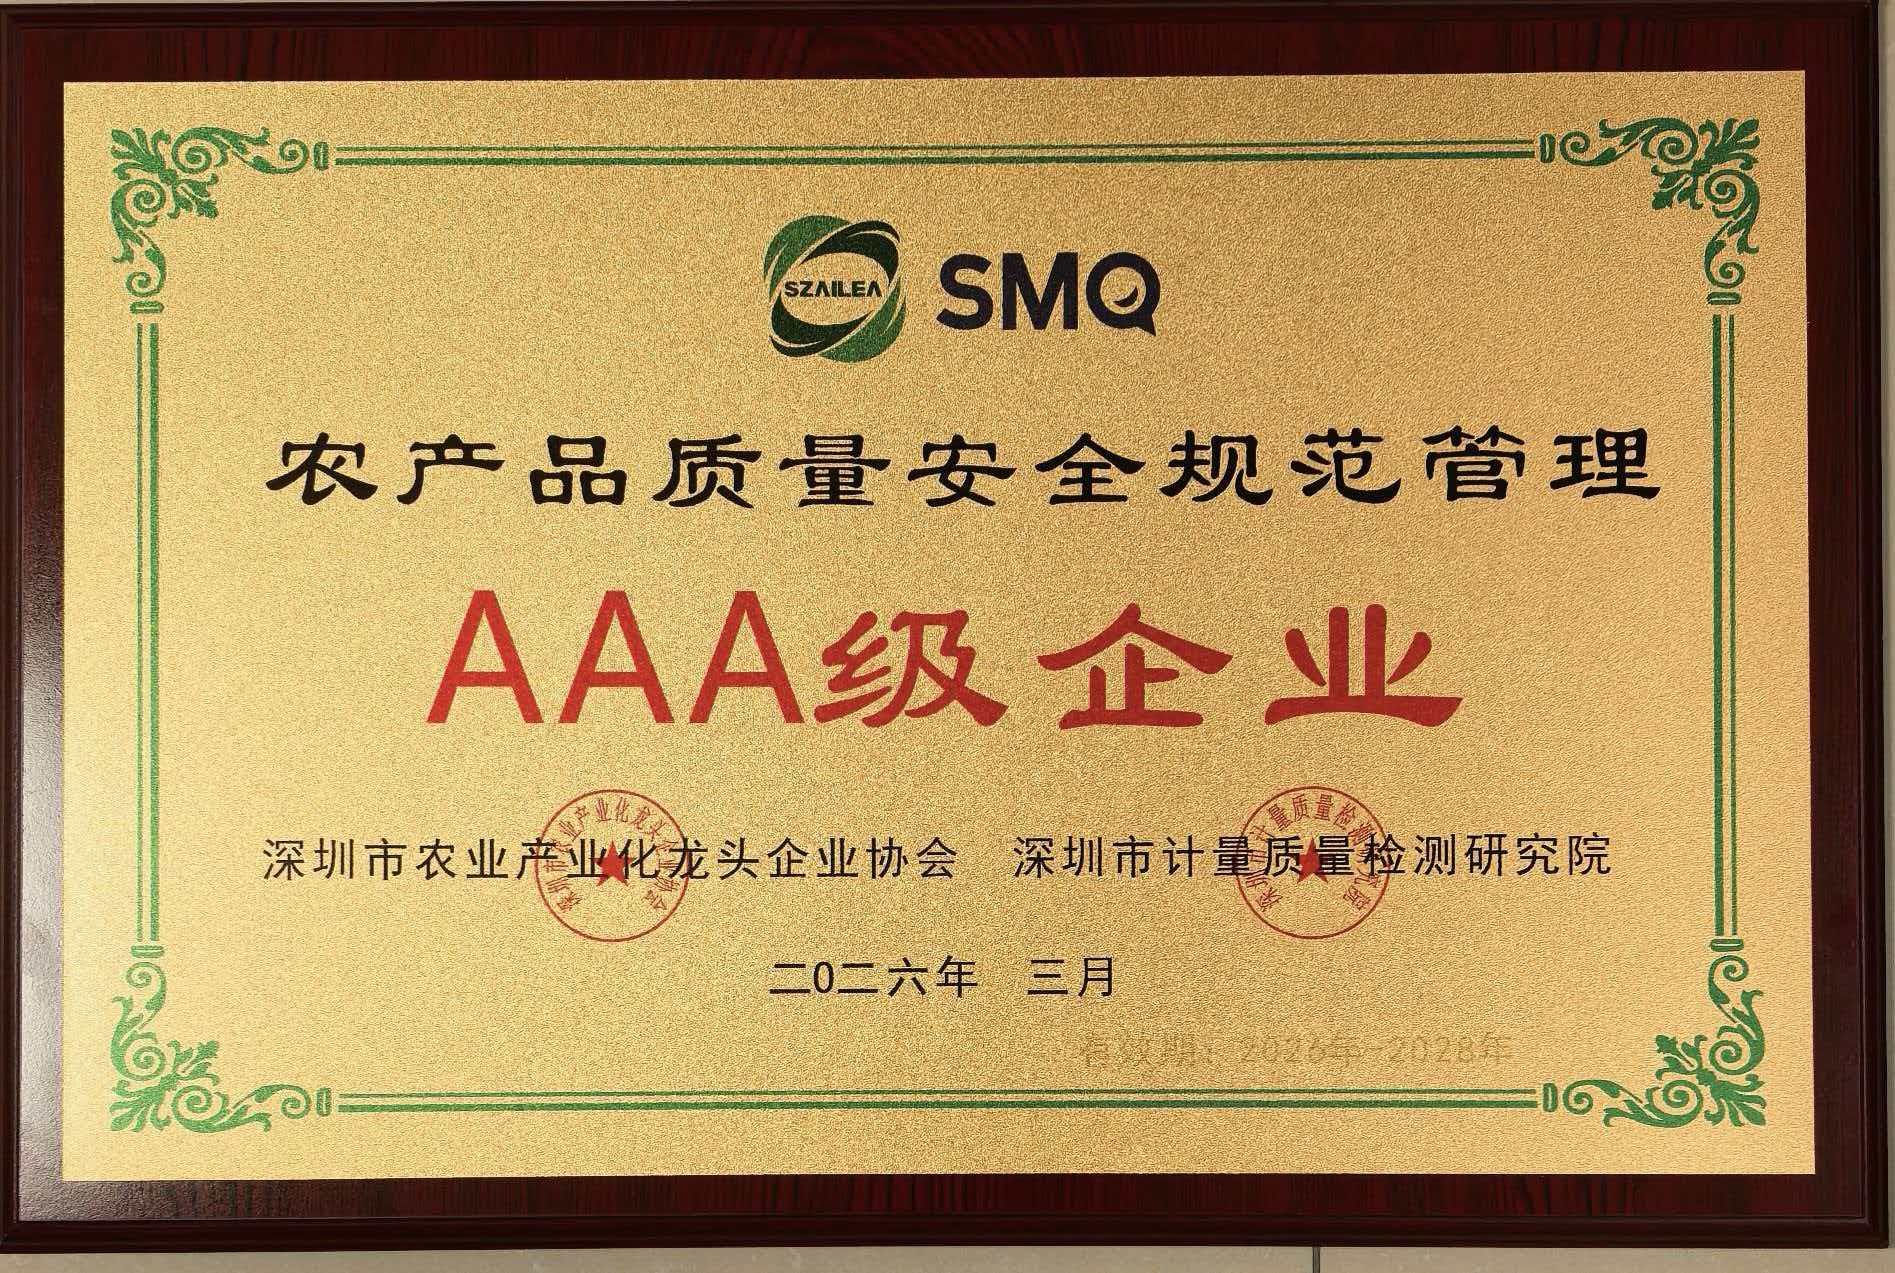 SZAILEA SMQ
农产品质量安全规范管理
AAA级企业
深圳市农业产业化龙头企业协会 深圳市计量质量检测研究院
二0二六年 三月
有效期：2026年-2028年